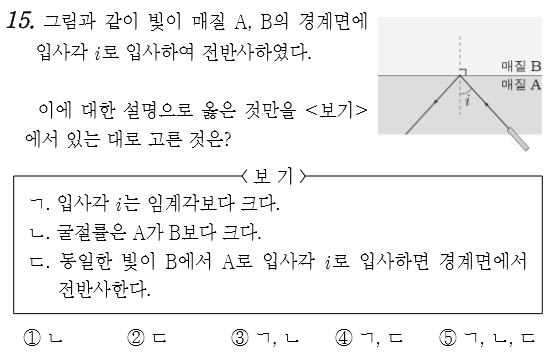 15. 그림과 같이 빛이 매질 A, B의 경계면에
입사각 i로 입사하여 전반사하였다.
매질 B
매질 A
i
이에 대한 설명으로 옳은 것만을 <보기>
에서 있는 대로 고른 것은?
<보 기>
ㄱ. 입사각 i는 임계각보다 크다.
ㄴ. 굴절률은 A가 B보다 크다.
ㄷ. 동일한 빛이 B에서 A로 입사각 i로 입사하면 경계면에서
전반사한다.
① ㄴ ② ㄷ ③ ㄱ, ㄴ ④ ㄱ, ㄷ ⑤ ㄱ, ㄴ, ㄷ